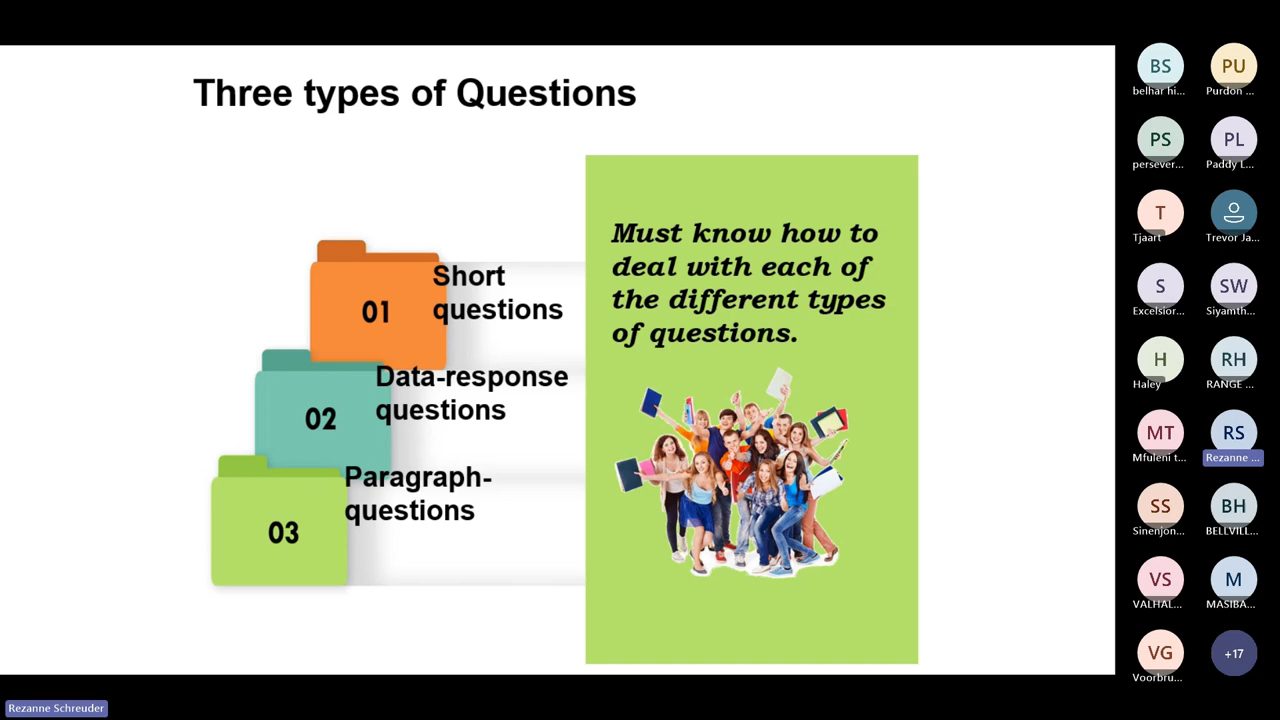 Three types of Questions
01
Short
questions
02
Data-response
questions
03
Paragraph-
questions
Must know how to
deal with each of
the different types
of questions.
BS
belhar hi...
PU
Purdon ...
PS
persever...
PL
Paddy L...
T
Tjaart
Trevor Ja...
S
Excelsior...
SW
Siyamth...
H
Haley
RH
RANGE ...
MT
Mfuleni t...
RS
Rezanne ...
SS
Sinenjon...
BH
BELLVILL...
VS
VALHAL...
M
MASIBA...
VG
Voorbru...
+17
Rezanne Schreuder